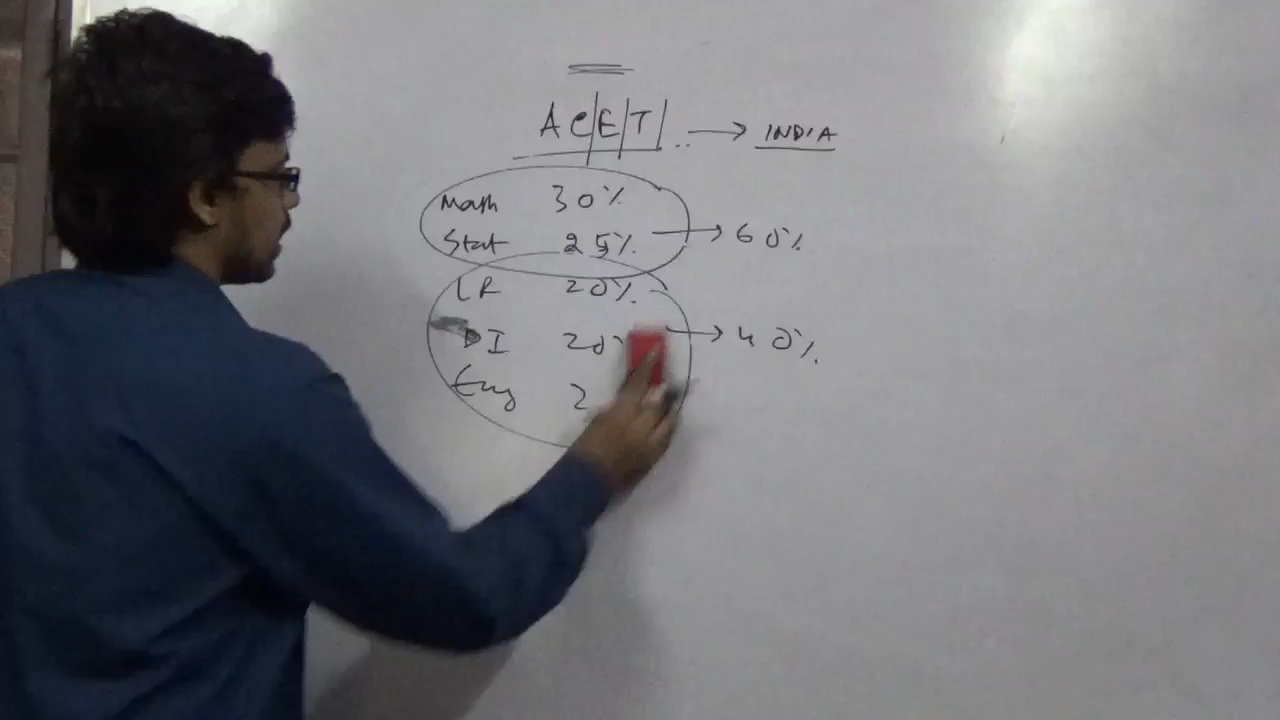 ACET → INDIA
Math 30%
Stat 25% → 60%
LR 20%
DI 20% → 40%
Eng 2